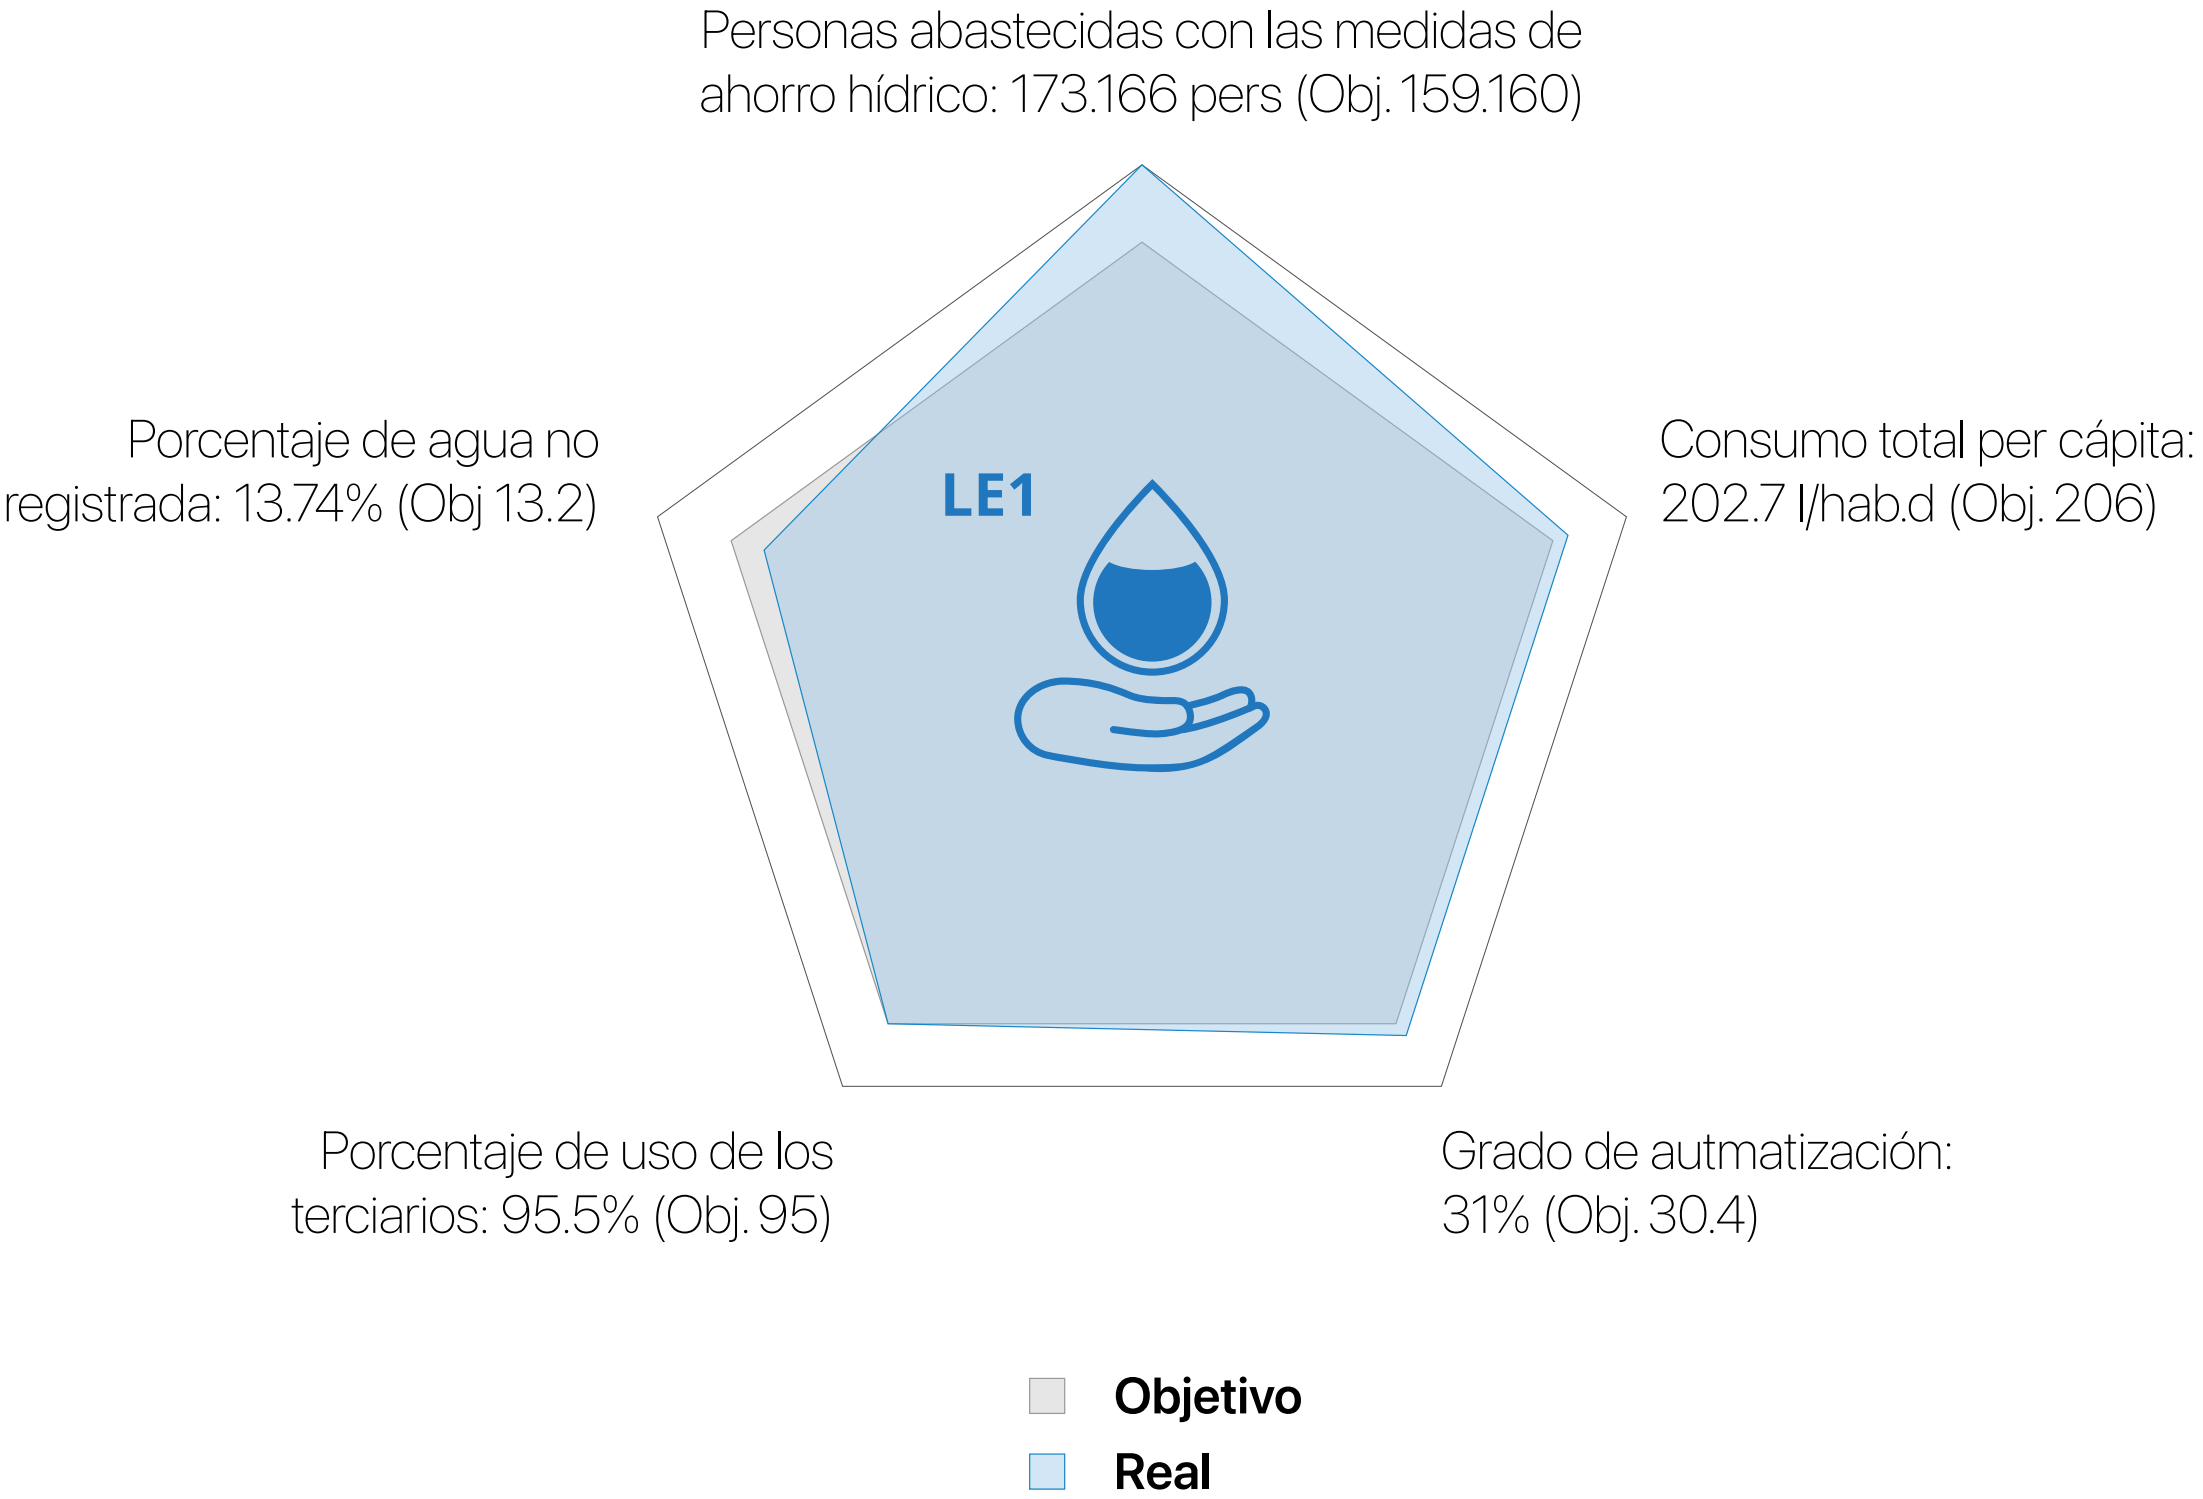 Personas abastecidas con las medidas de
ahorro hídrico: 173.166 pers (Obj. 159.160)
Porcentaje de agua no
registrada: 13.74% (Obj 13.2)
LE1
Consumo total per cápita:
202.7 l/hab.d (Obj. 206)
Porcentaje de uso de los
terciarios: 95.5% (Obj. 95)
Grado de autmatización:
31% (Obj. 30.4)
Objetivo
Real